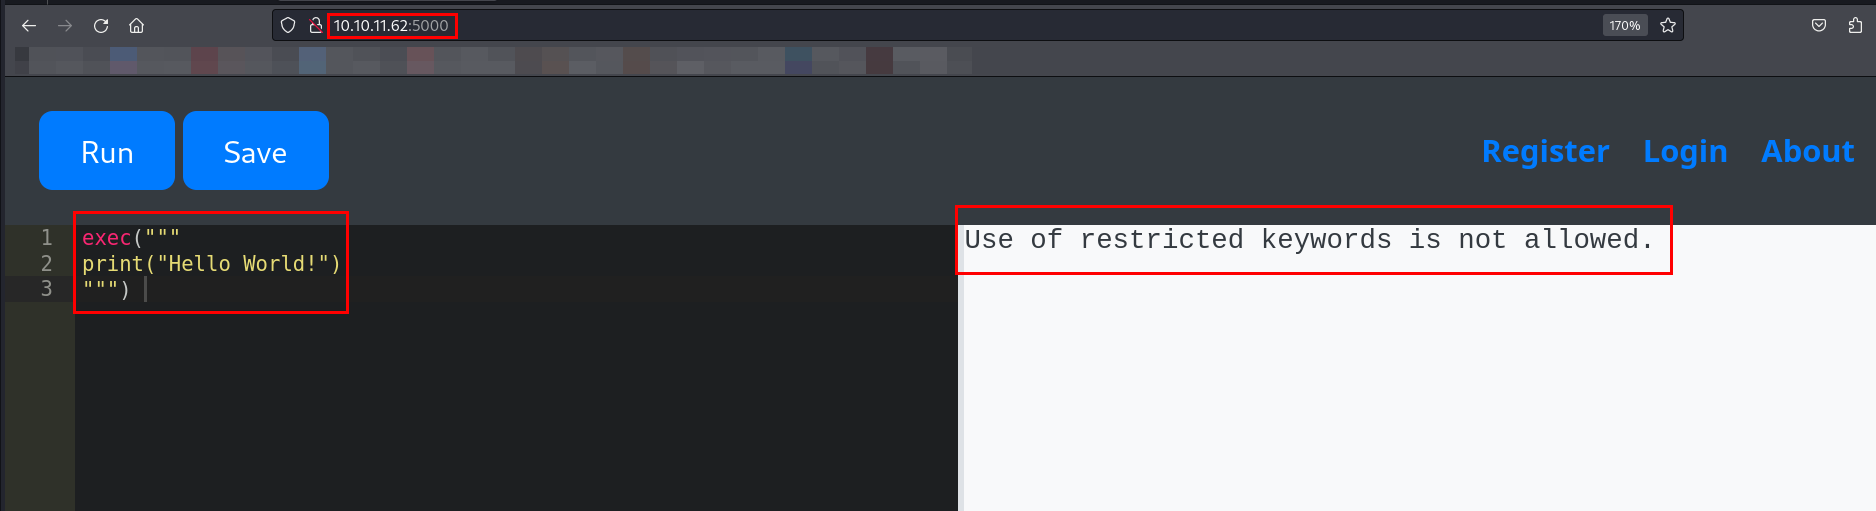 10.10.11.62:5000
170%
Run
Save
Register
Login
About
1
exec("""
2
print("Hello World!")
3
""")
Use of restricted keywords is not allowed.